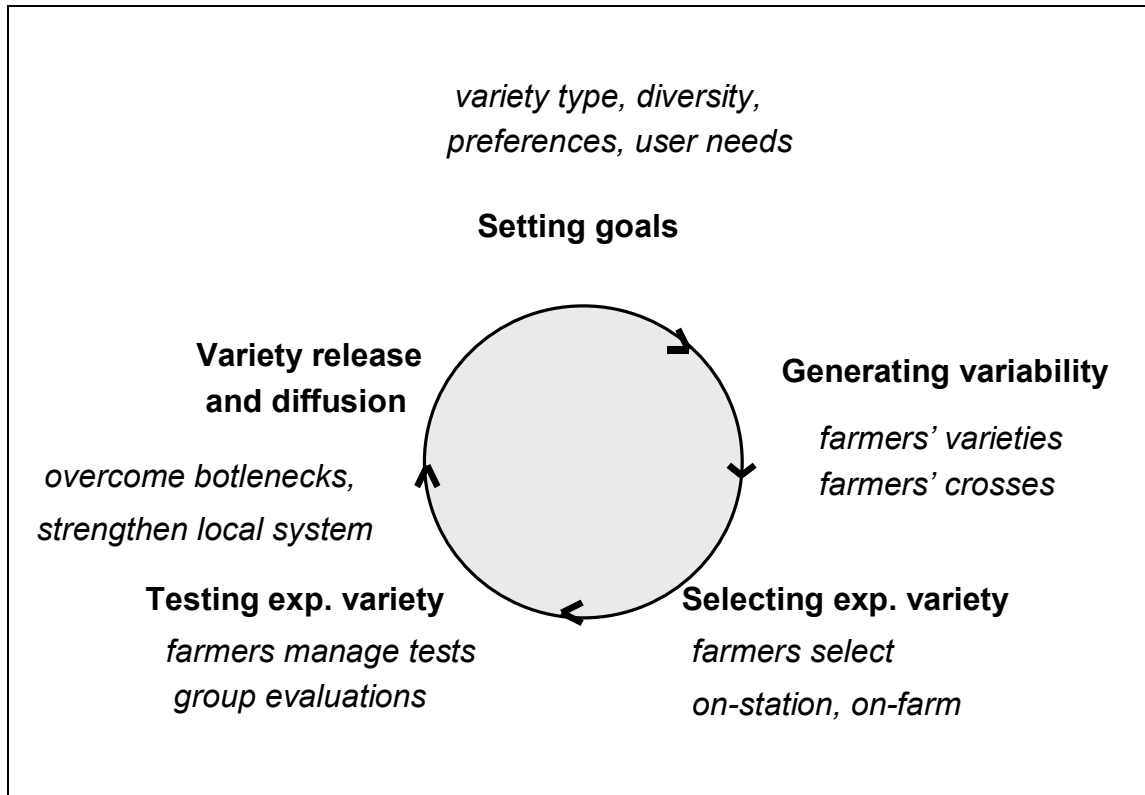 variety type, diversity,
preferences, user needs
Setting goals
Variety release
and diffusion
overcome botlenecks,
strengthen local system
Generating variability
farmers’ varieties
farmers’ crosses
Testing exp. variety
farmers manage tests
group evaluations
Selecting exp. variety
farmers select
on-station, on-farm